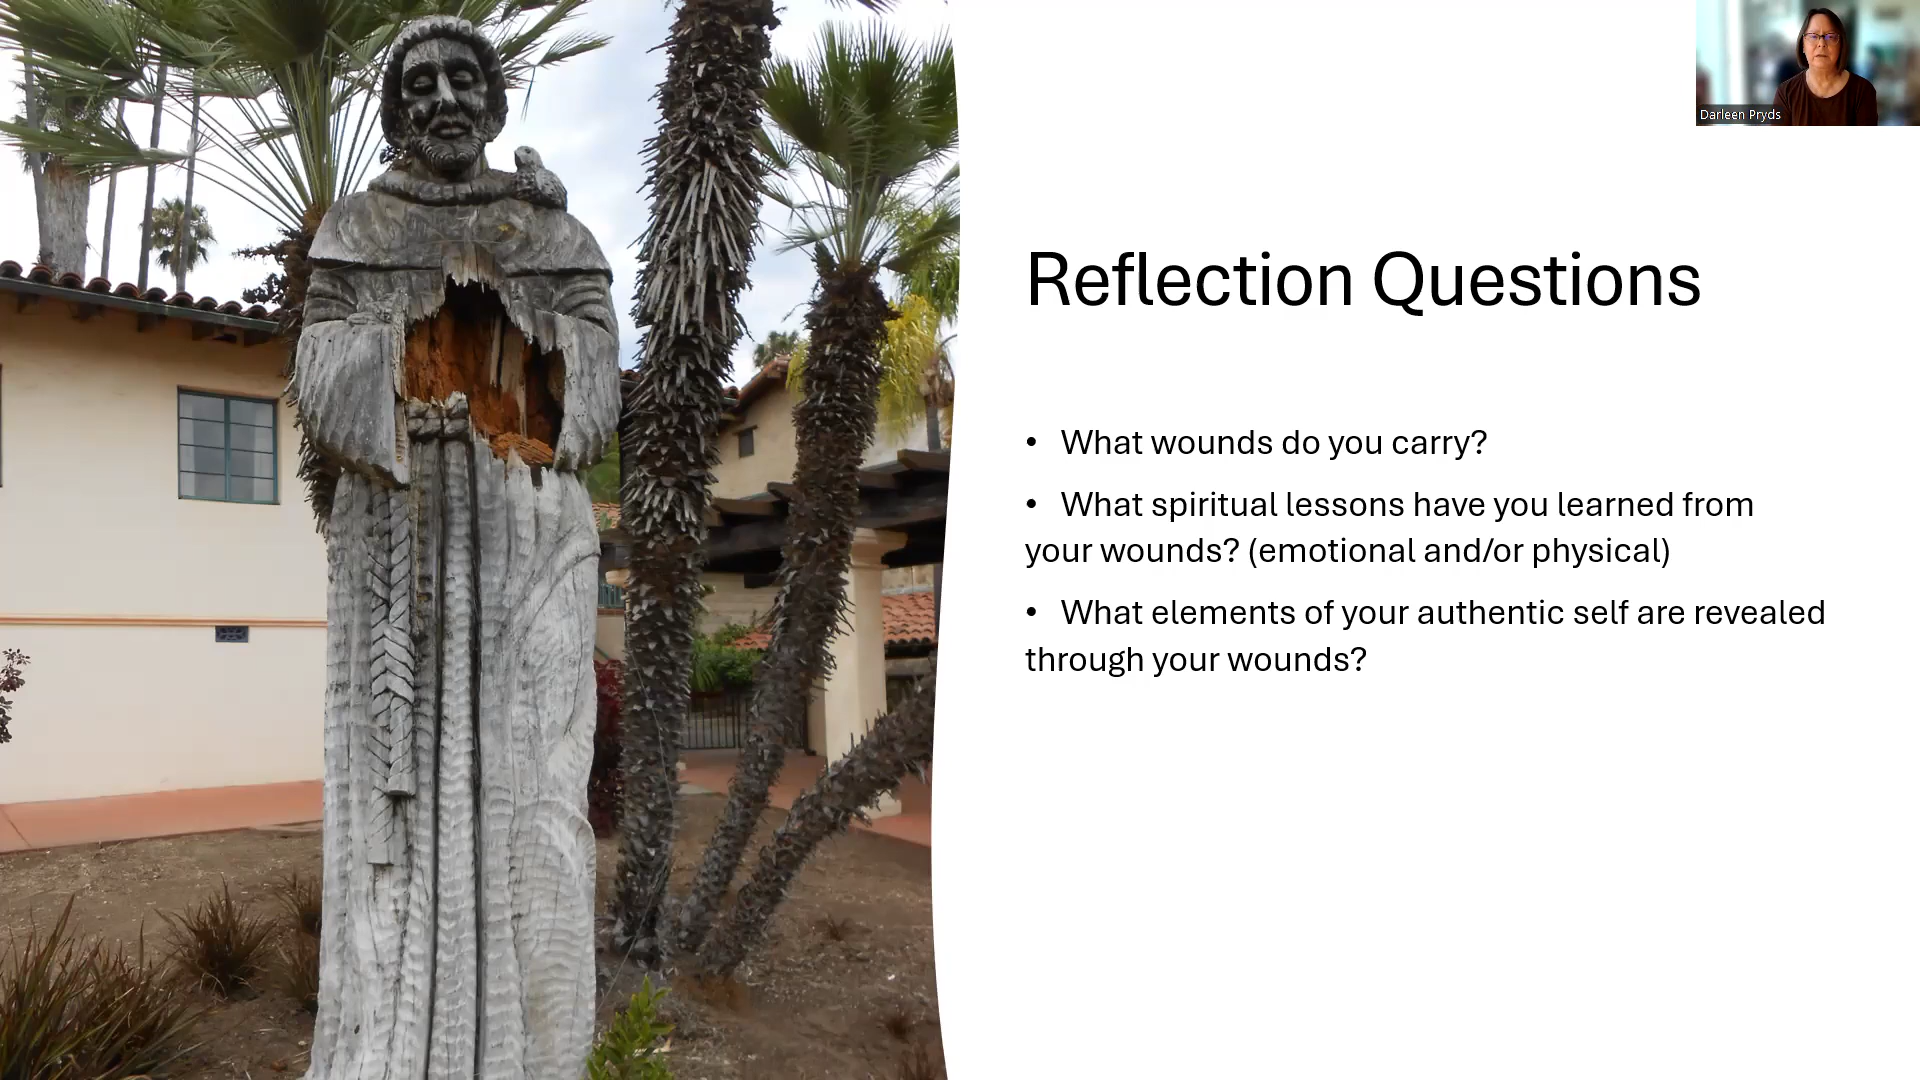 Darleen Pryds
Reflection Questions
• What wounds do you carry?
• What spiritual lessons have you learned from
your wounds? (emotional and/or physical)
• What elements of your authentic self are revealed
through your wounds?